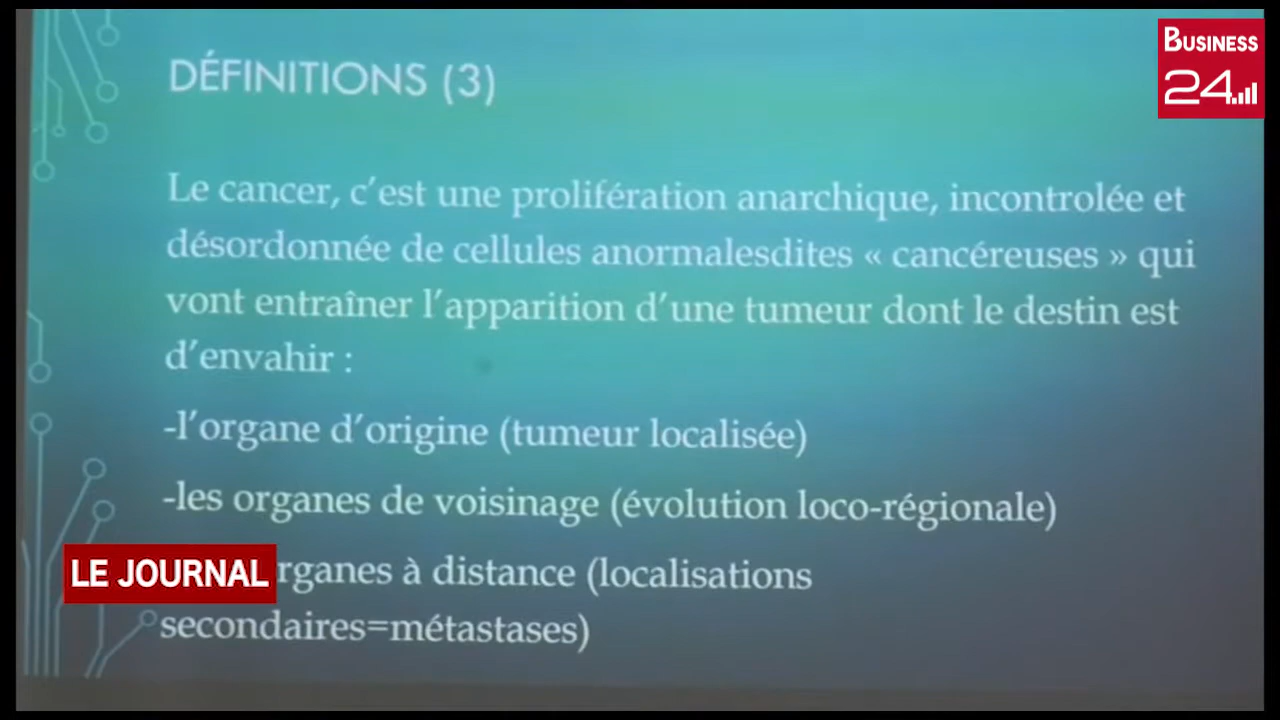 BUSINESS
24
DÉFINITIONS (3)
Le cancer, c’est une prolifération anarchique, incontrolée et
désordonnée de cellules anormalesdites « cancéreuses » qui
vont entraîner l’apparition d’une tumeur dont le destin est
d’envahir :
-l’organe d’origine (tumeur localisée)
-les organes de voisinage (évolution loco-régionale)
LE JOURNAL
rganes à distance (localisations
secondaires=métastases)